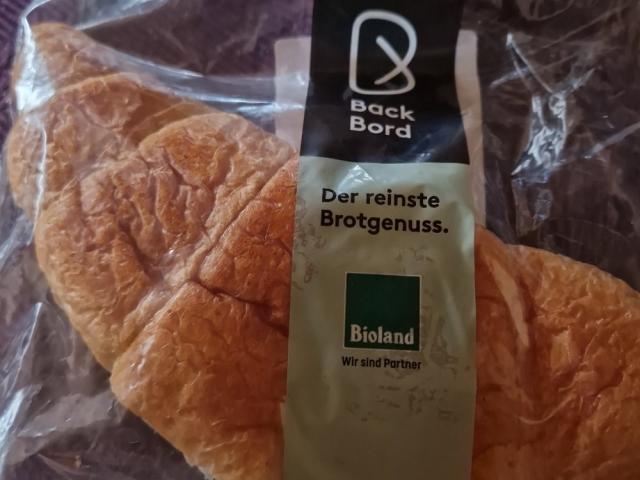 Back
Bord
Der reinste
Brotgenuss.
Bioland
Wir sind Partner